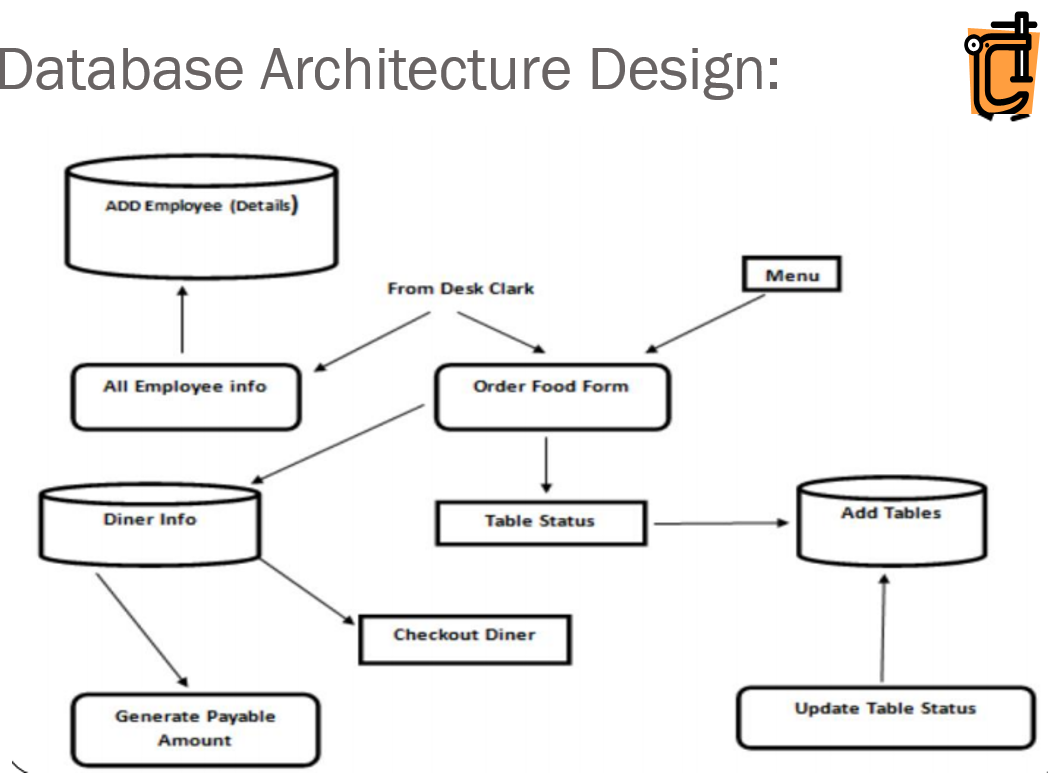 Database Architecture Design:
ADD Employee (Details)
From Desk Clark
Menu
All Employee info
Order Food Form
Diner Info
Table Status
Add Tables
Checkout Diner
Generate Payable
Amount
Update Table Status